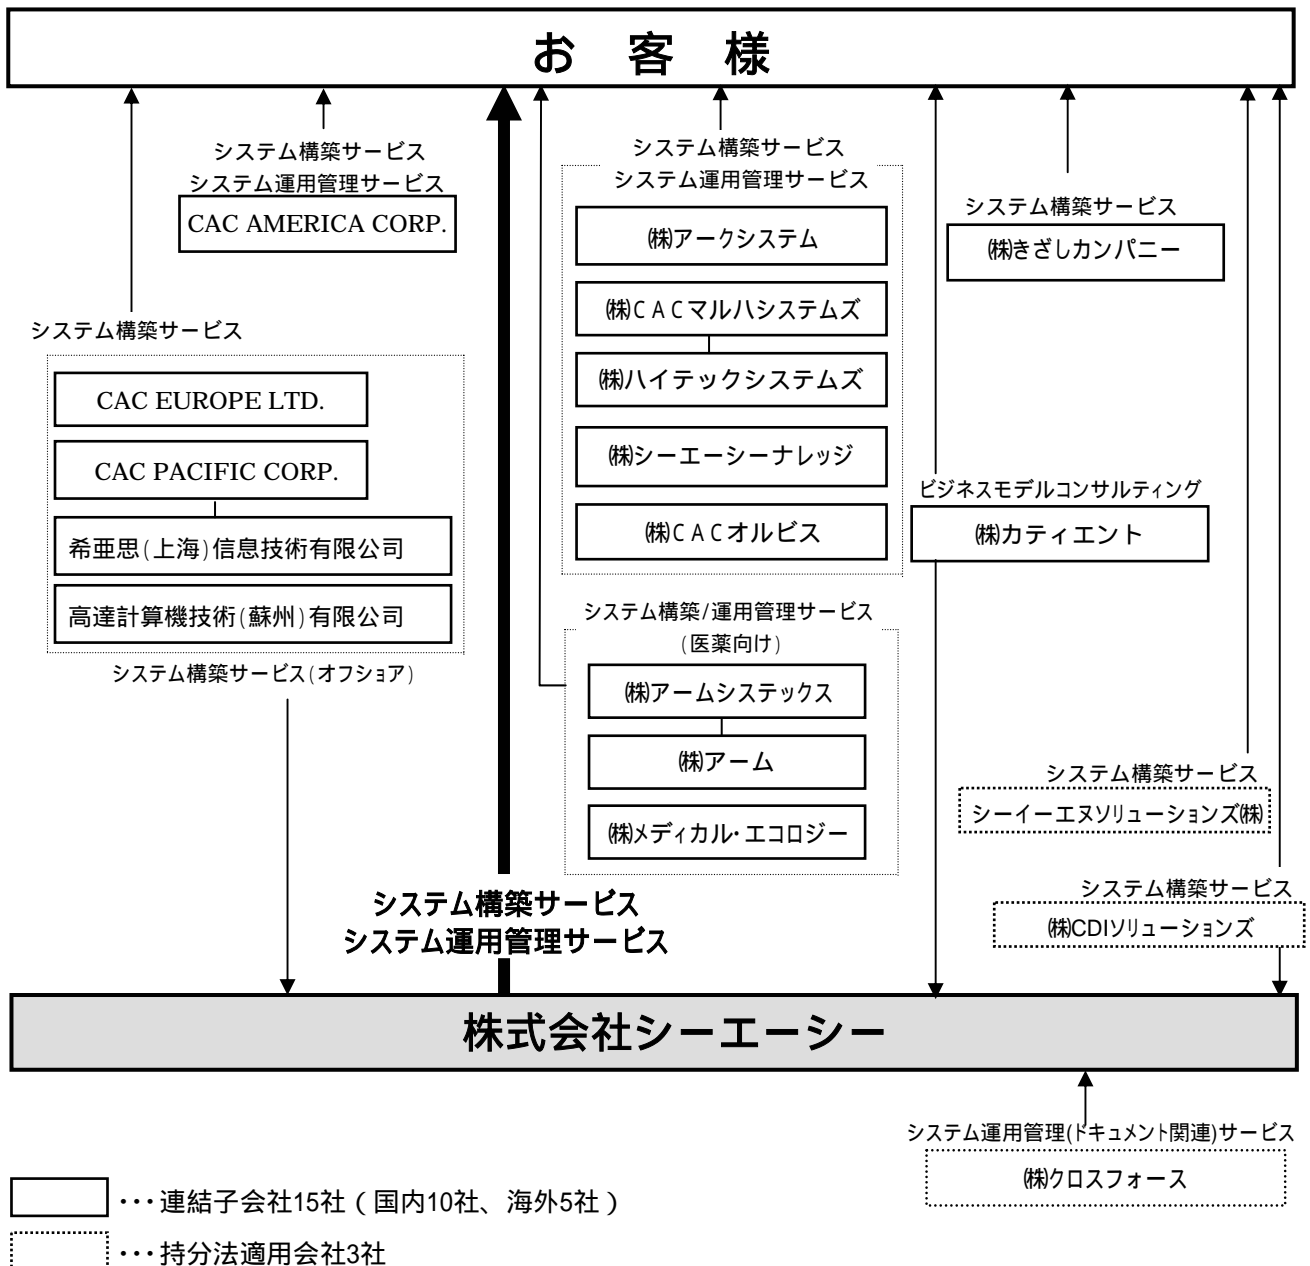 お 客 様
システム構築サービス
システム運用管理サービス
CAC AMERICA CORP.
システム構築サービス
CAC EUROPE LTD.
CAC PACIFIC CORP.
希亜思(上海)信息技術有限公司
高達計算機技術(蘇州)有限公司
システム構築サービス(オフショア)
システム構築サービス
システム運用管理サービス
システム構築サービス
システム運用管理サービス
㈱アークシステム
㈱CACマルハシステムズ
㈱ハイテックシステムズ
㈱シーエーシーナレッジ
㈱CACオルビス
システム構築/運用管理サービス
(医薬向け)
㈱アームシステックス
㈱アーム
㈱メディカル・エコロジー
システム構築サービス
㈱きざしカンパニー
ビジネスモデルコンサルティング
㈱カティエント
システム構築サービス
シーイーエヌソリューションズ㈱
システム構築サービス
㈱CDIソリューションズ
株式会社シーエーシー
システム運用管理(ドキュメント関連)サービス
㈱クロスフォース
・・・連結子会社15社（国内10社、海外5社）
・・・持分法適用会社3社